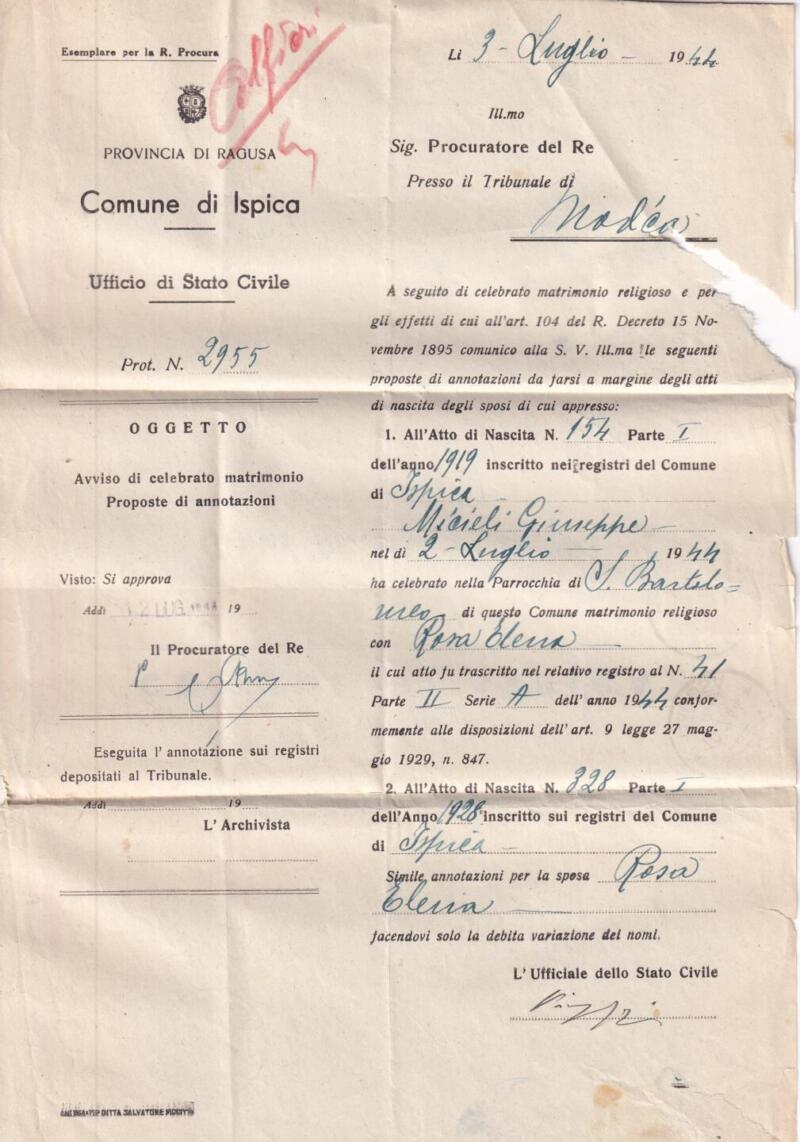 Esemplare per la R. Procura
Alfieri
PROVINCIA DI RAGUSA
Comune di Ispica
Ufficio di Stato Civile
Prot. N. 2955
OGGETTO
Avviso di celebrato matrimonio
Proposte di annotazioni
Visto: Si approva
Addì 12 LUG. 1944 19
Il Procuratore del Re
Eseguita l'annotazione sui registri
depositati al Tribunale.
Addì 19
L'Archivista
Li 3 - Luglio - 1944
Ill.mo
Sig. Procuratore del Re
Presso il Tribunale di
Modica
A seguito di celebrato matrimonio religioso e per
gli effetti di cui all'art. 104 del R. Decreto 15 No-
vembre 1895 comunico alla S. V. Ill.ma le seguenti
proposte di annotazioni da farsi a margine degli atti
di nascita degli sposi di cui appresso:
1. All'Atto di Nascita N. 154 Parte I
dell'anno 1919 inscritto nei registri del Comune
di Ispica
Micieli Giuseppe -
nel dì 2 - Luglio - 1944
ha celebrato nella Parrocchia di S. Bartolo=
meo di questo Comune matrimonio religioso
con Rosa Elena -
il cui atto fu trascritto nel relativo registro al N. 41
Parte II Serie A dell'anno 1944 confor-
memente alle disposizioni dell'art. 9 legge 27 mag-
gio 1929, n. 847.
2. All'Atto di Nascita N. 328 Parte I
dell'Anno 1928 inscritto sui registri del Comune
di Ispica -
Simile annotazioni per la sposa Rosa
Elena -
facendovi solo la debita variazione dei nomi.
L'Ufficiale dello Stato Civile
DITTA SALVATORE